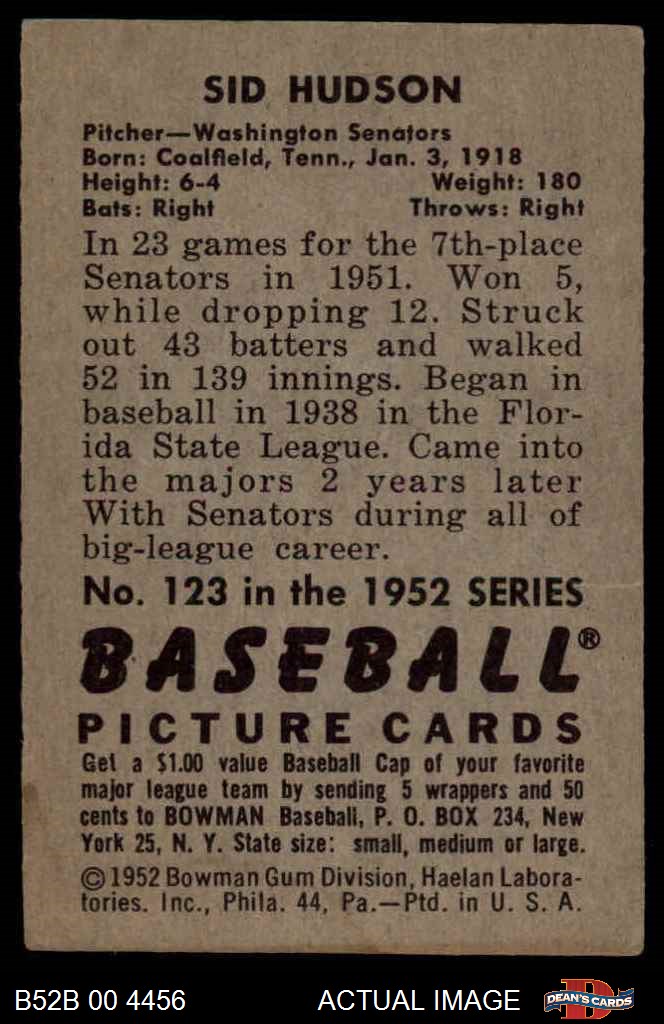 SID HUDSON
Pitcher—Washington Senators
Born: Coalfield, Tenn., Jan. 3, 1918
Height: 6-4 Weight: 180
Bats: Right Throws: Right
In 23 games for the 7th-place
Senators in 1951. Won 5,
while dropping 12. Struck
out 43 batters and walked
52 in 139 innings. Began in
baseball in 1938 in the Flor-
ida State League. Came into
the majors 2 years later
With Senators during all of
big-league career.
No. 123 in the 1952 SERIES
BASEBALL®
PICTURE CARDS
Get a $1.00 value Baseball Cap of your favorite
major league team by sending 5 wrappers and 50
cents to BOWMAN Baseball, P. O. BOX 234, New
York 25, N. Y. State size: small, medium or large.
©1952 Bowman Gum Division, Haelan Labora-
tories. Inc., Phila. 44, Pa.—Ptd. in U. S. A.
B52B 00 4456 ACTUAL IMAGE
D
DEAN'S CARDS